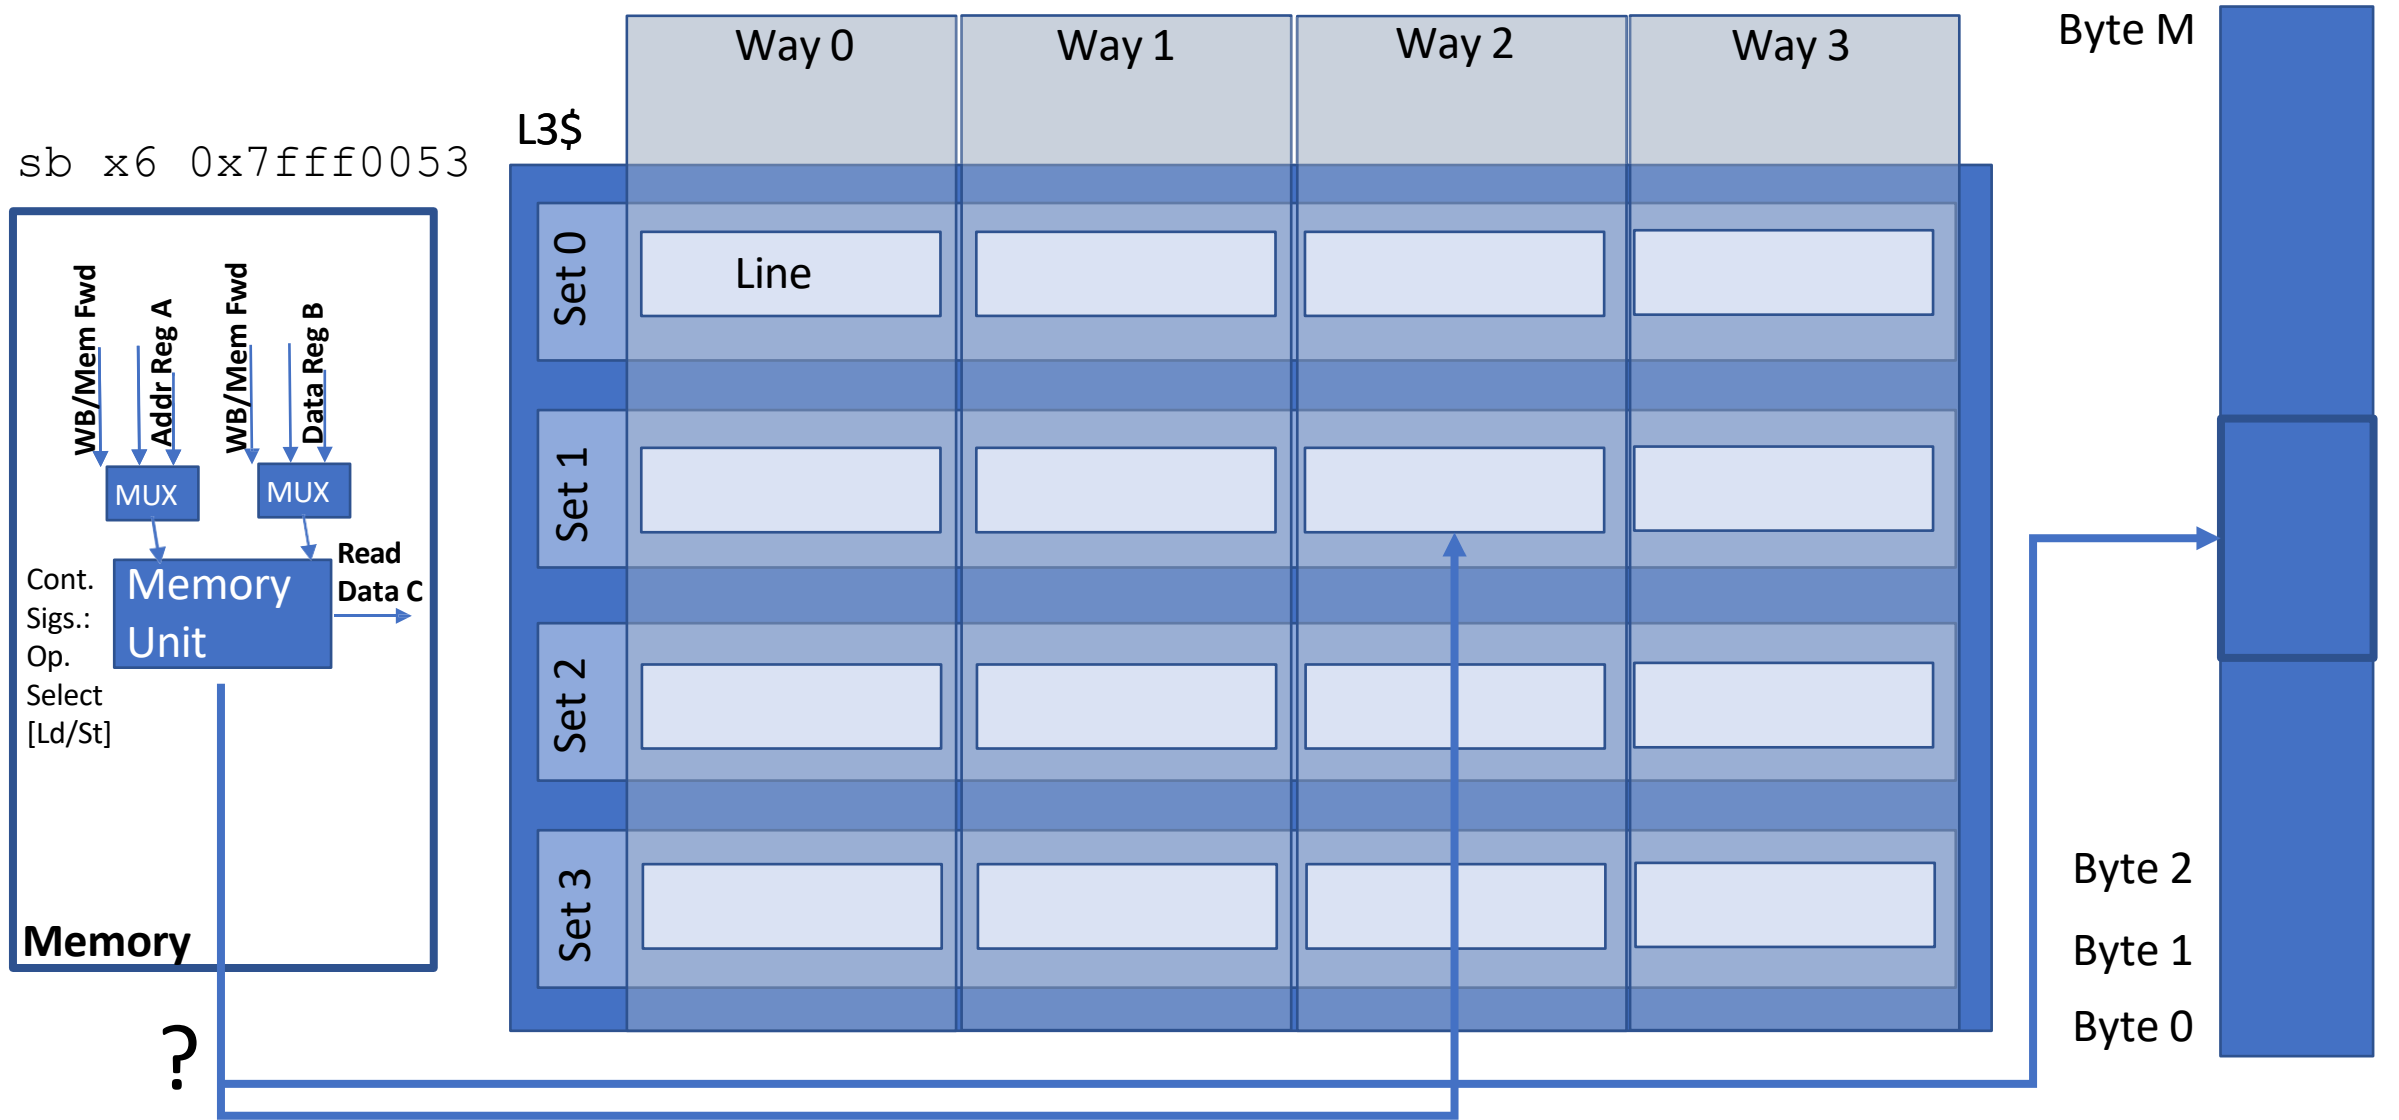 Way 0
Way 1
Way 2
Way 3
Byte M
L3$
sb x6 0x7fff0053
Set 0
Line
Set 1
Set 2
Set 3
WB/Mem Fwd
Addr Reg A
WB/Mem Fwd
Data Reg B
MUX
MUX
Memory
Unit
Read
Data C
Cont.
Sigs.:
Op.
Select
[Ld/St]
Memory
?
Byte 2
Byte 1
Byte 0